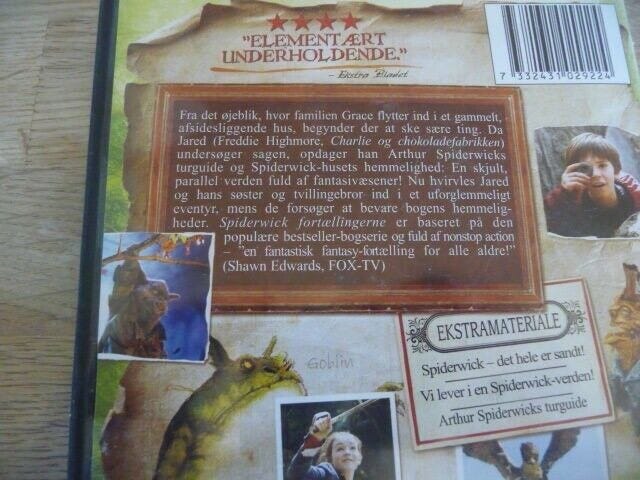 "ELEMENTÆRT
UNDERHOLDENDE."
– Ekstra Bladet
7 332431 029224
Fra det øjeblik, hvor familien Grace flytter ind i et gammelt,
afsidesliggende hus, begynder der at ske sære ting. Da
Jared (Freddie Highmore, Charlie og chokoladefabrikken)
undersøger sagen, opdager han Arthur Spiderwicks
turguide og Spiderwick-husets hemmelighed: En skjult,
parallel verden fuld af fantasivæsener! Nu hvirvles Jared
og hans søster og tvillingebror ind i et uforglemmeligt
eventyr, mens de forsøger at bevare bogens hemmelig-
heder. Spiderwick fortællingerne er baseret på den
populære bestseller-bogserie og fuld af nonstop action
– "en fantastisk fantasy-fortælling for alle aldre!"
(Shawn Edwards, FOX-TV)
EKSTRAMATERIALE
Spiderwick – det hele er sandt!
Vi lever i en Spiderwick-verden!
Arthur Spiderwicks turguide
Goblin